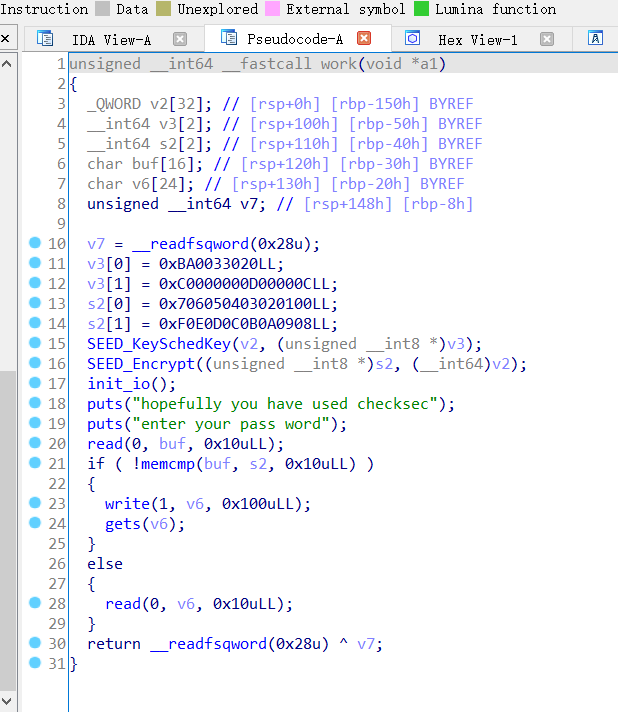 Instruction Data Unexplored External symbol Lumina function
IDA View-A Pseudocode-A Hex View-1
1 unsigned __int64 __fastcall work(void *a1)
2 {
3 _QWORD v2[32]; // [rsp+0h] [rbp-150h] BYREF
4 __int64 v3[2]; // [rsp+100h] [rbp-50h] BYREF
5 __int64 s2[2]; // [rsp+110h] [rbp-40h] BYREF
6 char buf[16]; // [rsp+120h] [rbp-30h] BYREF
7 char v6[24]; // [rsp+130h] [rbp-20h] BYREF
8 unsigned __int64 v7; // [rsp+148h] [rbp-8h]
9
10 v7 = __readfsqword(0x28u);
11 v3[0] = 0xBA0033020LL;
12 v3[1] = 0xC0000000D00000CLL;
13 s2[0] = 0x706050403020100LL;
14 s2[1] = 0xF0E0D0C0B0A0908LL;
15 SEED_KeySchedKey(v2, (unsigned __int8 *)v3);
16 SEED_Encrypt((unsigned __int8 *)s2, (__int64)v2);
17 init_io();
18 puts("hopefully you have used checksec");
19 puts("enter your pass word");
20 read(0, buf, 0x10uLL);
21 if ( !memcmp(buf, s2, 0x10uLL) )
22 {
23 write(1, v6, 0x100uLL);
24 gets(v6);
25 }
26 else
27 {
28 read(0, v6, 0x10uLL);
29 }
30 return __readfsqword(0x28u) ^ v7;
31 }